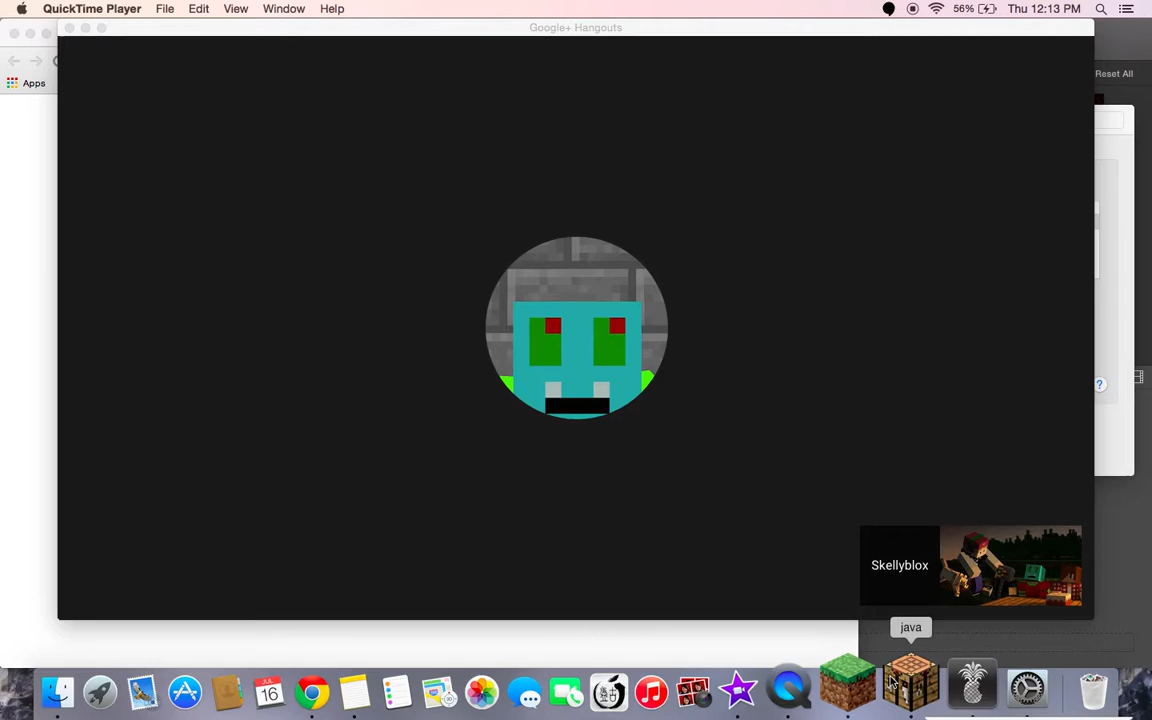 QuickTime Player File Edit View Window Help 56% Thu 12:13 PM
Google+ Hangouts
Reset All
Apps
?
Skellyblox
java
JUL
16